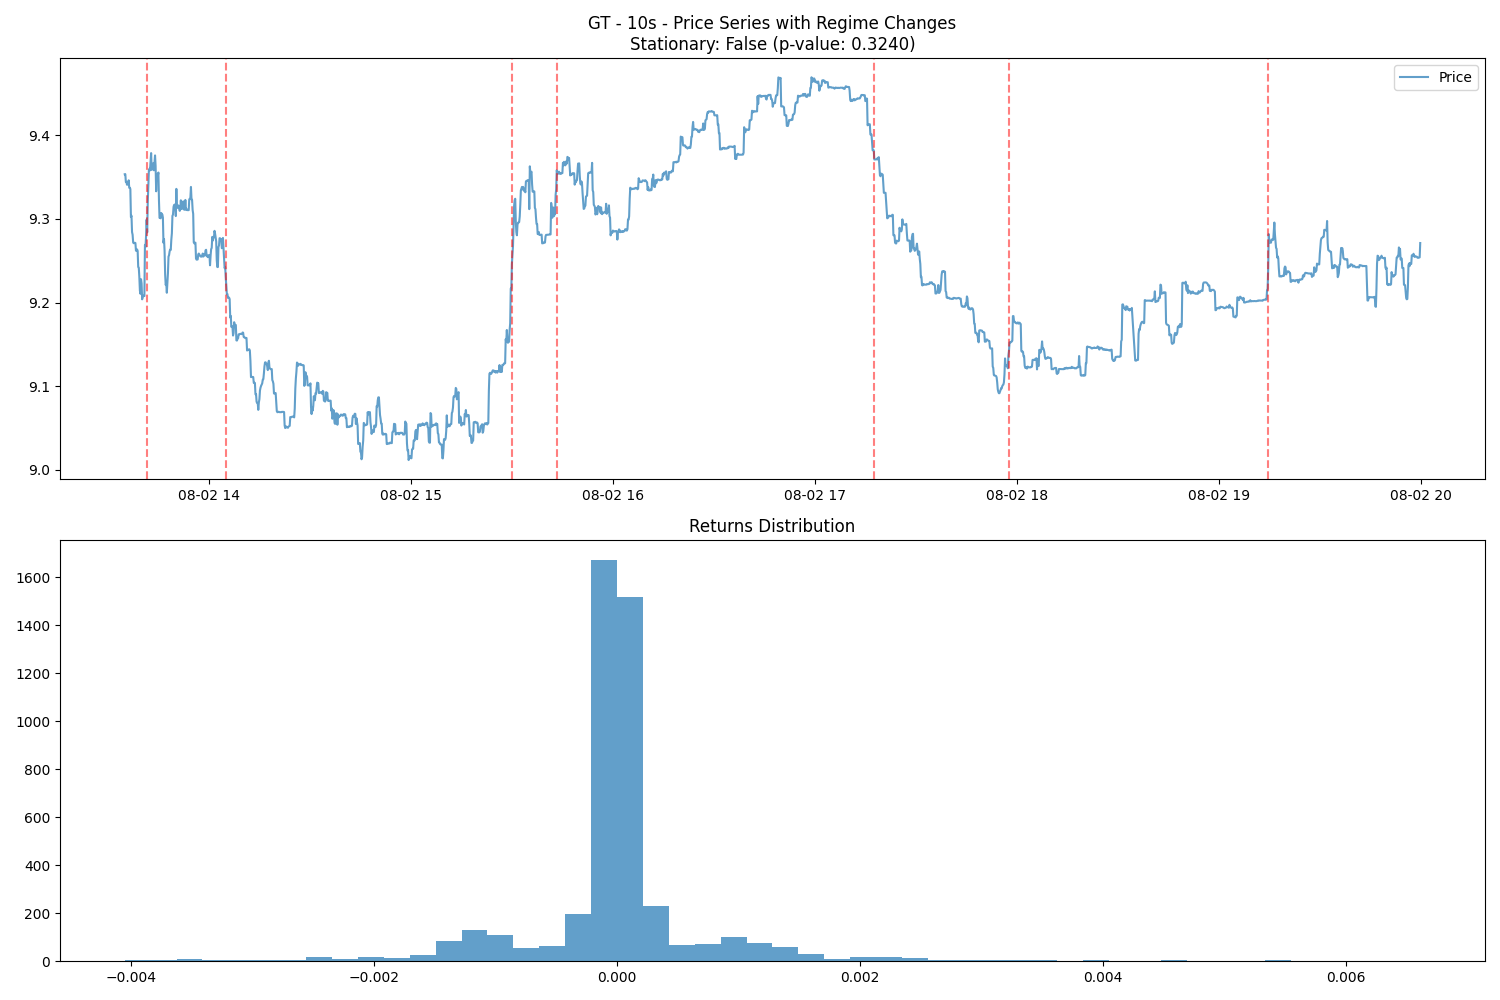 GT - 10s - Price Series with Regime Changes
Stationary: False (p-value: 0.3240)
Price
9.4
9.3
9.2
9.1
9.0
08-02 14 08-02 15 08-02 16 08-02 17 08-02 18 08-02 19 08-02 20
Returns Distribution
1600
1400
1200
1000
800
600
400
200
0
−0.004 −0.002 0.000 0.002 0.004 0.006